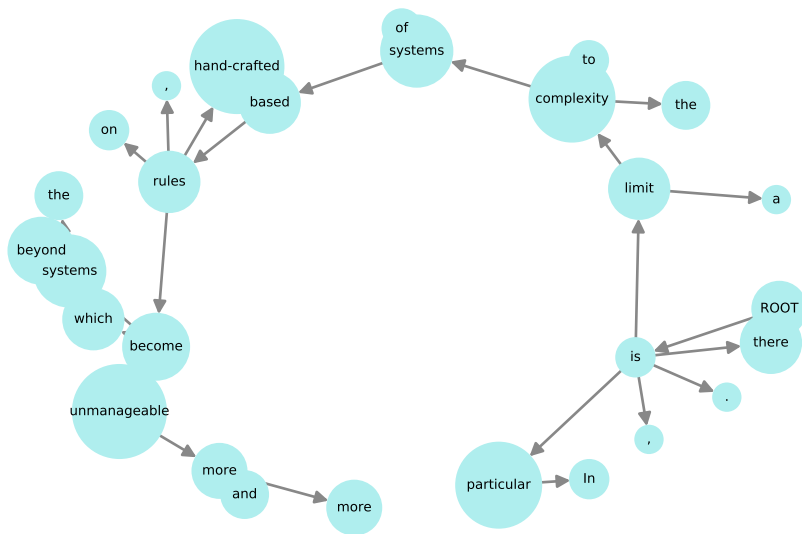 of
systems
to
hand-crafted
,
based
complexity
the
on
rules
limit
the
a
beyond
systems
ROOT
which
there
become
is
.
unmanageable
,
more
and
more
particular
In